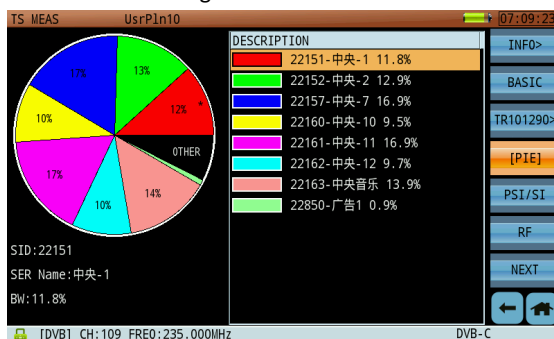 TS MEAS UsrPln10 07:09:23
DESCRIPTION
22151-中央-1 11.8%
22152-中央-2 12.9%
22157-中央-7 16.9%
22160-中央-10 9.5%
22161-中央-11 16.9%
22162-中央-12 9.7%
22163-中央音乐 13.9%
22850-广告1 0.9%
17%
13%
12% *
10%
OTHER
17%
10%
14%
SID:22151
SER Name:中央-1
BW:11.8%
INFO>
BASIC
TR101290>
[PIE]
PSI/SI
RF
NEXT
[DVB] CH:109 FREQ:235.000MHz DVB-C